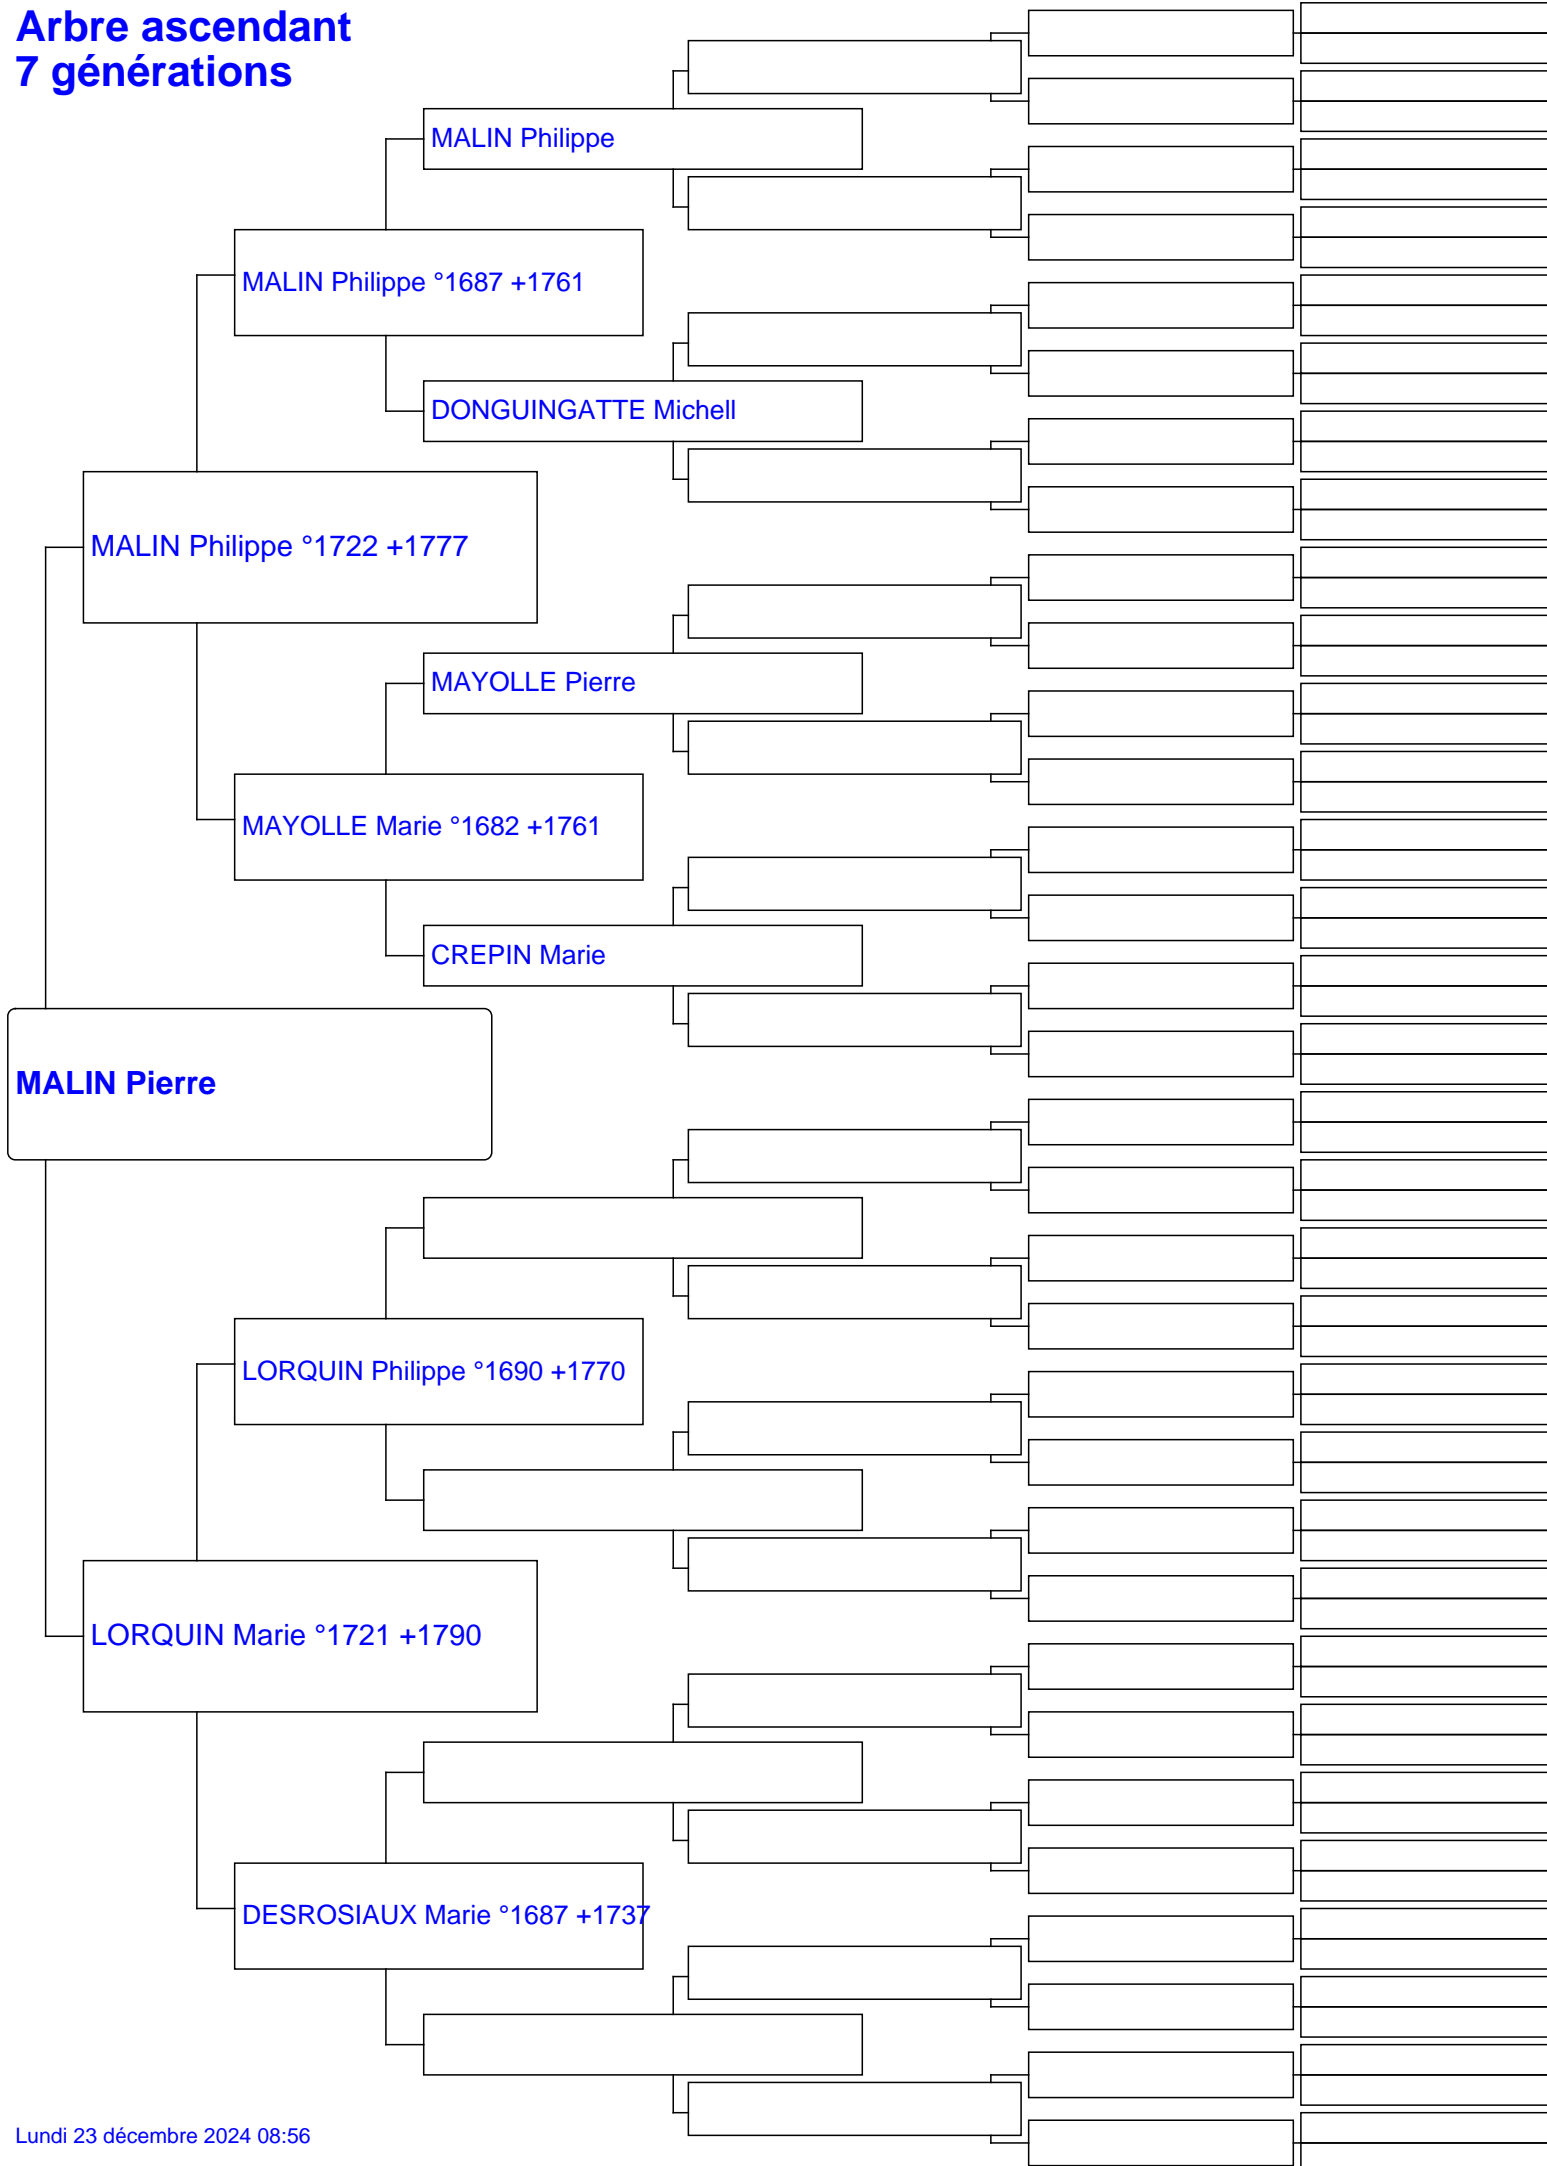 Arbre ascendant
7 générations
MALIN Philippe
MALIN Philippe °1687 +1761
DONGUINGATTE Michell
MALIN Philippe °1722 +1777
MAYOLLE Pierre
MAYOLLE Marie °1682 +1761
CREPIN Marie
MALIN Pierre
LORQUIN Philippe °1690 +1770
LORQUIN Marie °1721 +1790
DESROSIAUX Marie °1687 +1737
Lundi 23 décembre 2024 08:56